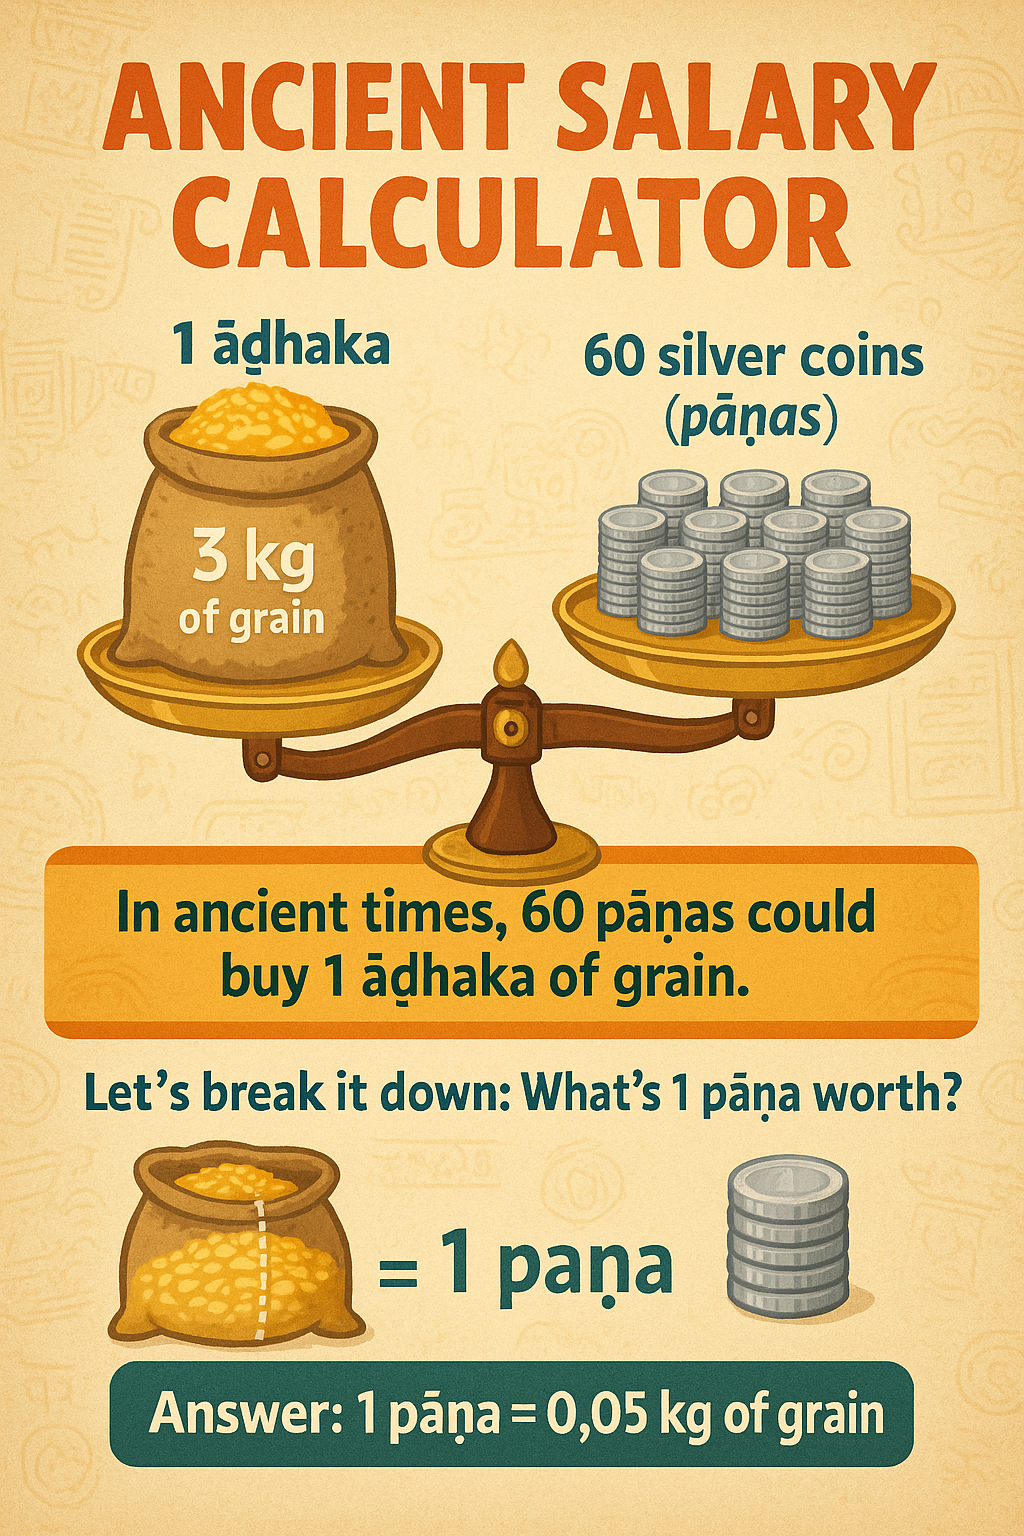 ANCIENT SALARY
CALCULATOR
1 āḍhaka
60 silver coins
(pāṇas)
3 kg
of grain
In ancient times, 60 pāṇas could
buy 1 āḍhaka of grain.
Let’s break it down: What’s 1 pāṇa worth?
= 1 paṇa
Answer: 1 pāṇa = 0,05 kg of grain